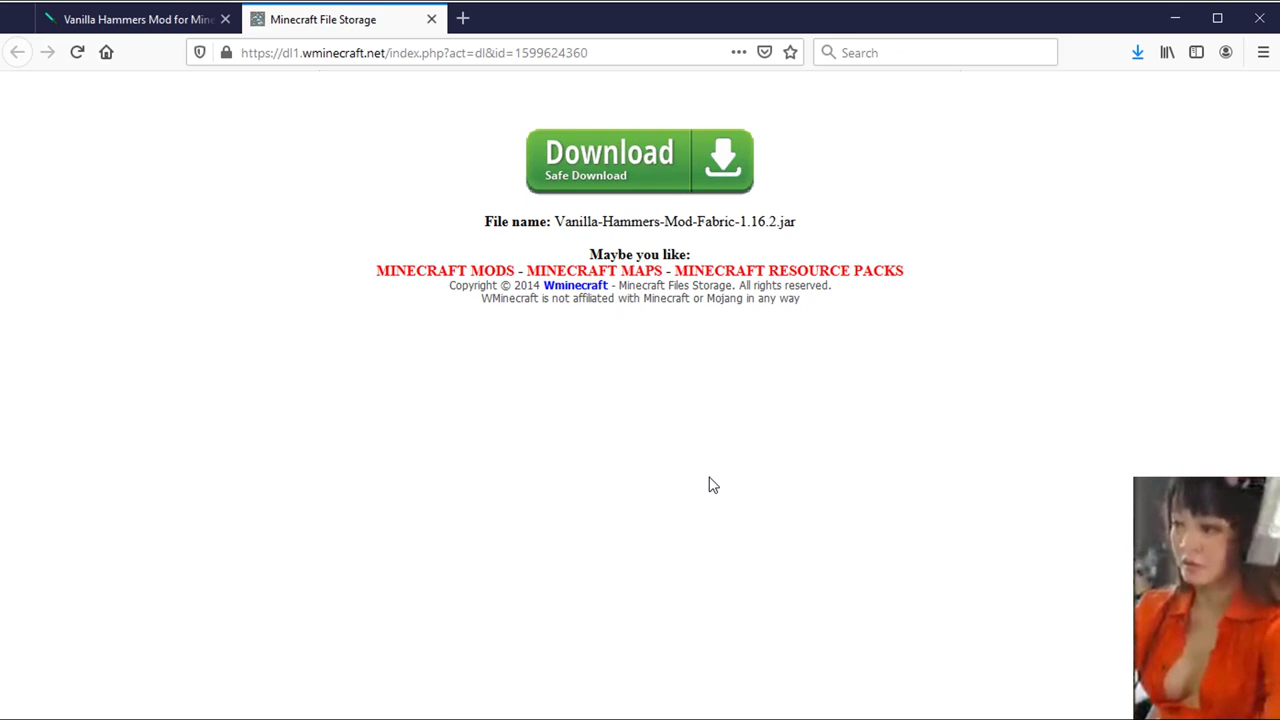 Vanilla Hammers Mod for Mine
Minecraft File Storage
https://dl1.wminecraft.net/index.php?act=dl&id=1599624360
Search
Download
Safe Download
File name: Vanilla-Hammers-Mod-Fabric-1.16.2.jar
Maybe you like:
MINECRAFT MODS - MINECRAFT MAPS - MINECRAFT RESOURCE PACKS
Copyright © 2014 Wminecraft - Minecraft Files Storage. All rights reserved.
WMinecraft is not affiliated with Minecraft or Mojang in any way